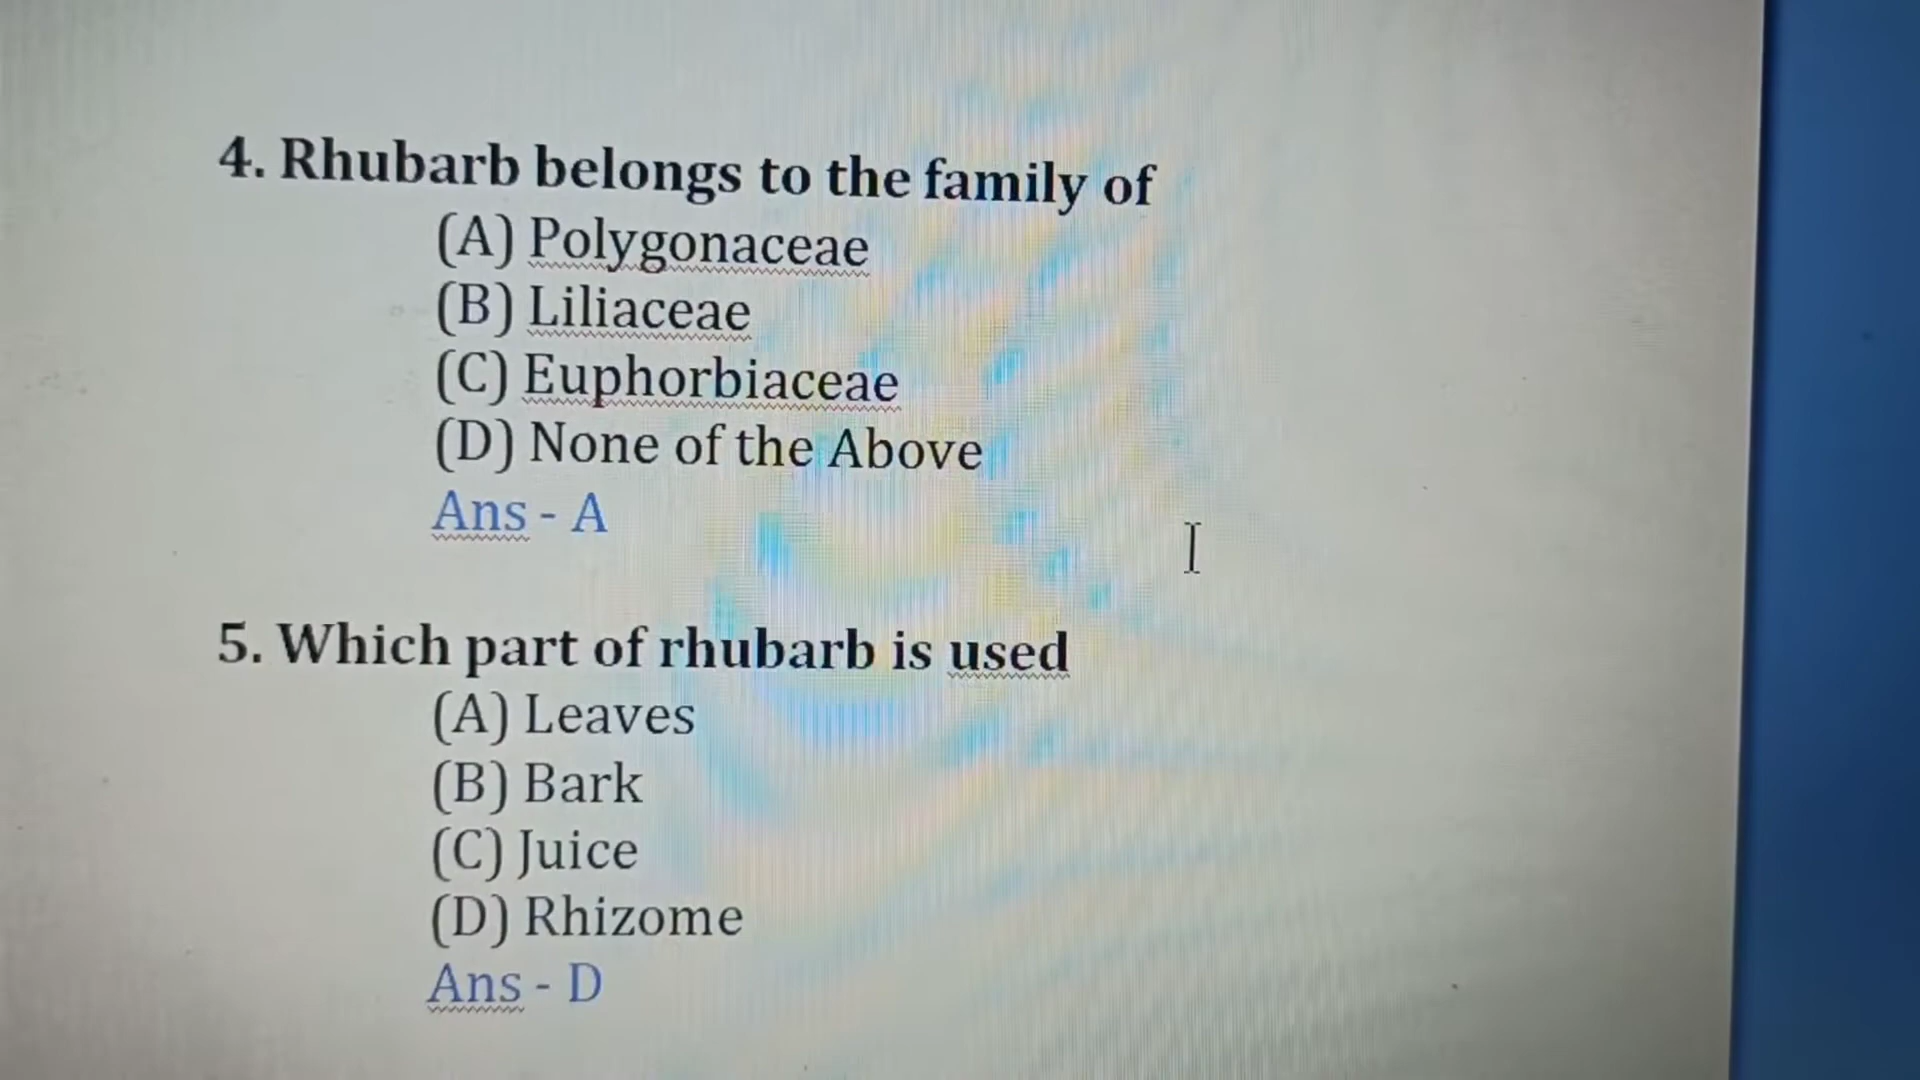 4. Rhubarb belongs to the family of
(A) Polygonaceae
(B) Liliaceae
(C) Euphorbiaceae
(D) None of the Above
Ans - A
5. Which part of rhubarb is used
(A) Leaves
(B) Bark
(C) Juice
(D) Rhizome
Ans - D